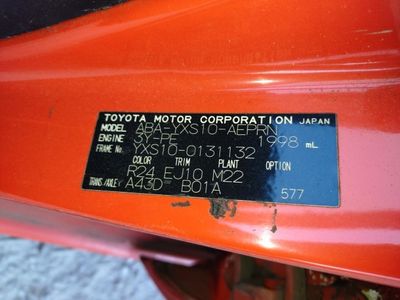 TOYOTA MOTOR CORPORATION JAPAN
MODEL ABA-YXS10-AEPRN
ENGINE 3Y-PE 1998 mL
FRAME No. YXS10-0131132
COLOR TRIM PLANT OPTION
R24 EJ10 M22
TRANS./AXLE A43D B01A
577